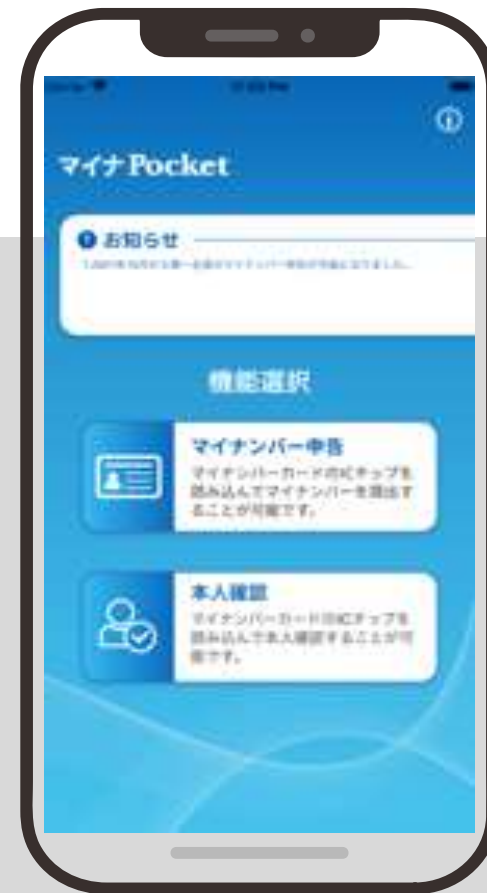 マイナPocket
お知らせ
機能選択
マイナンバー申告
マイナンバーカードのICチップを
読み込んでマイナンバーを提出す
ることが可能です。
本人確認
マイナンバーカードのICチップを
読み込んで本人確認することが可
能です。